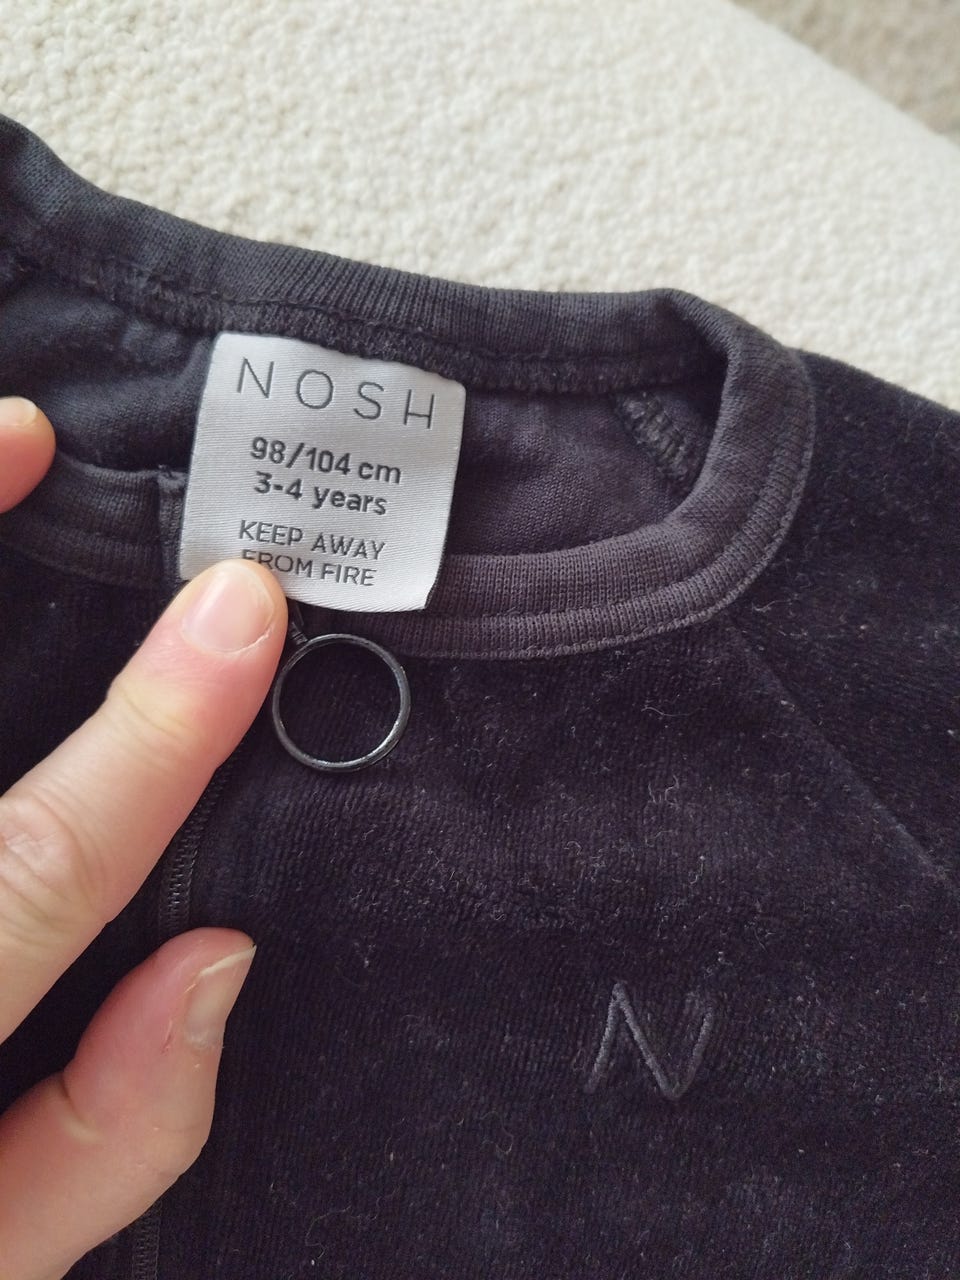 NOSH
98/104 cm
3-4 years
KEEP AWAY
FROM FIRE
N